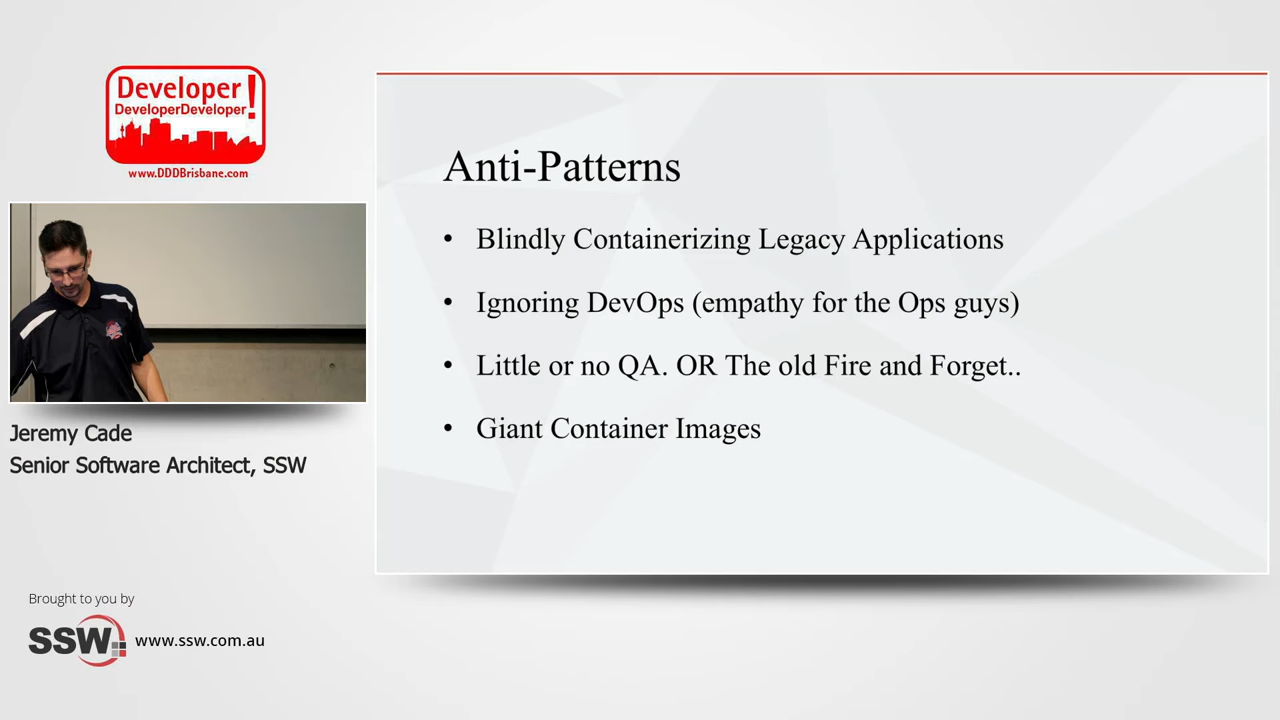 Developer!
DeveloperDeveloper
www.DDDBrisbane.com
Jeremy Cade
Senior Software Architect, SSW
Brought to you by
SSW
www.ssw.com.au
Anti-Patterns
• Blindly Containerizing Legacy Applications
• Ignoring DevOps (empathy for the Ops guys)
• Little or no QA. OR The old Fire and Forget..
• Giant Container Images